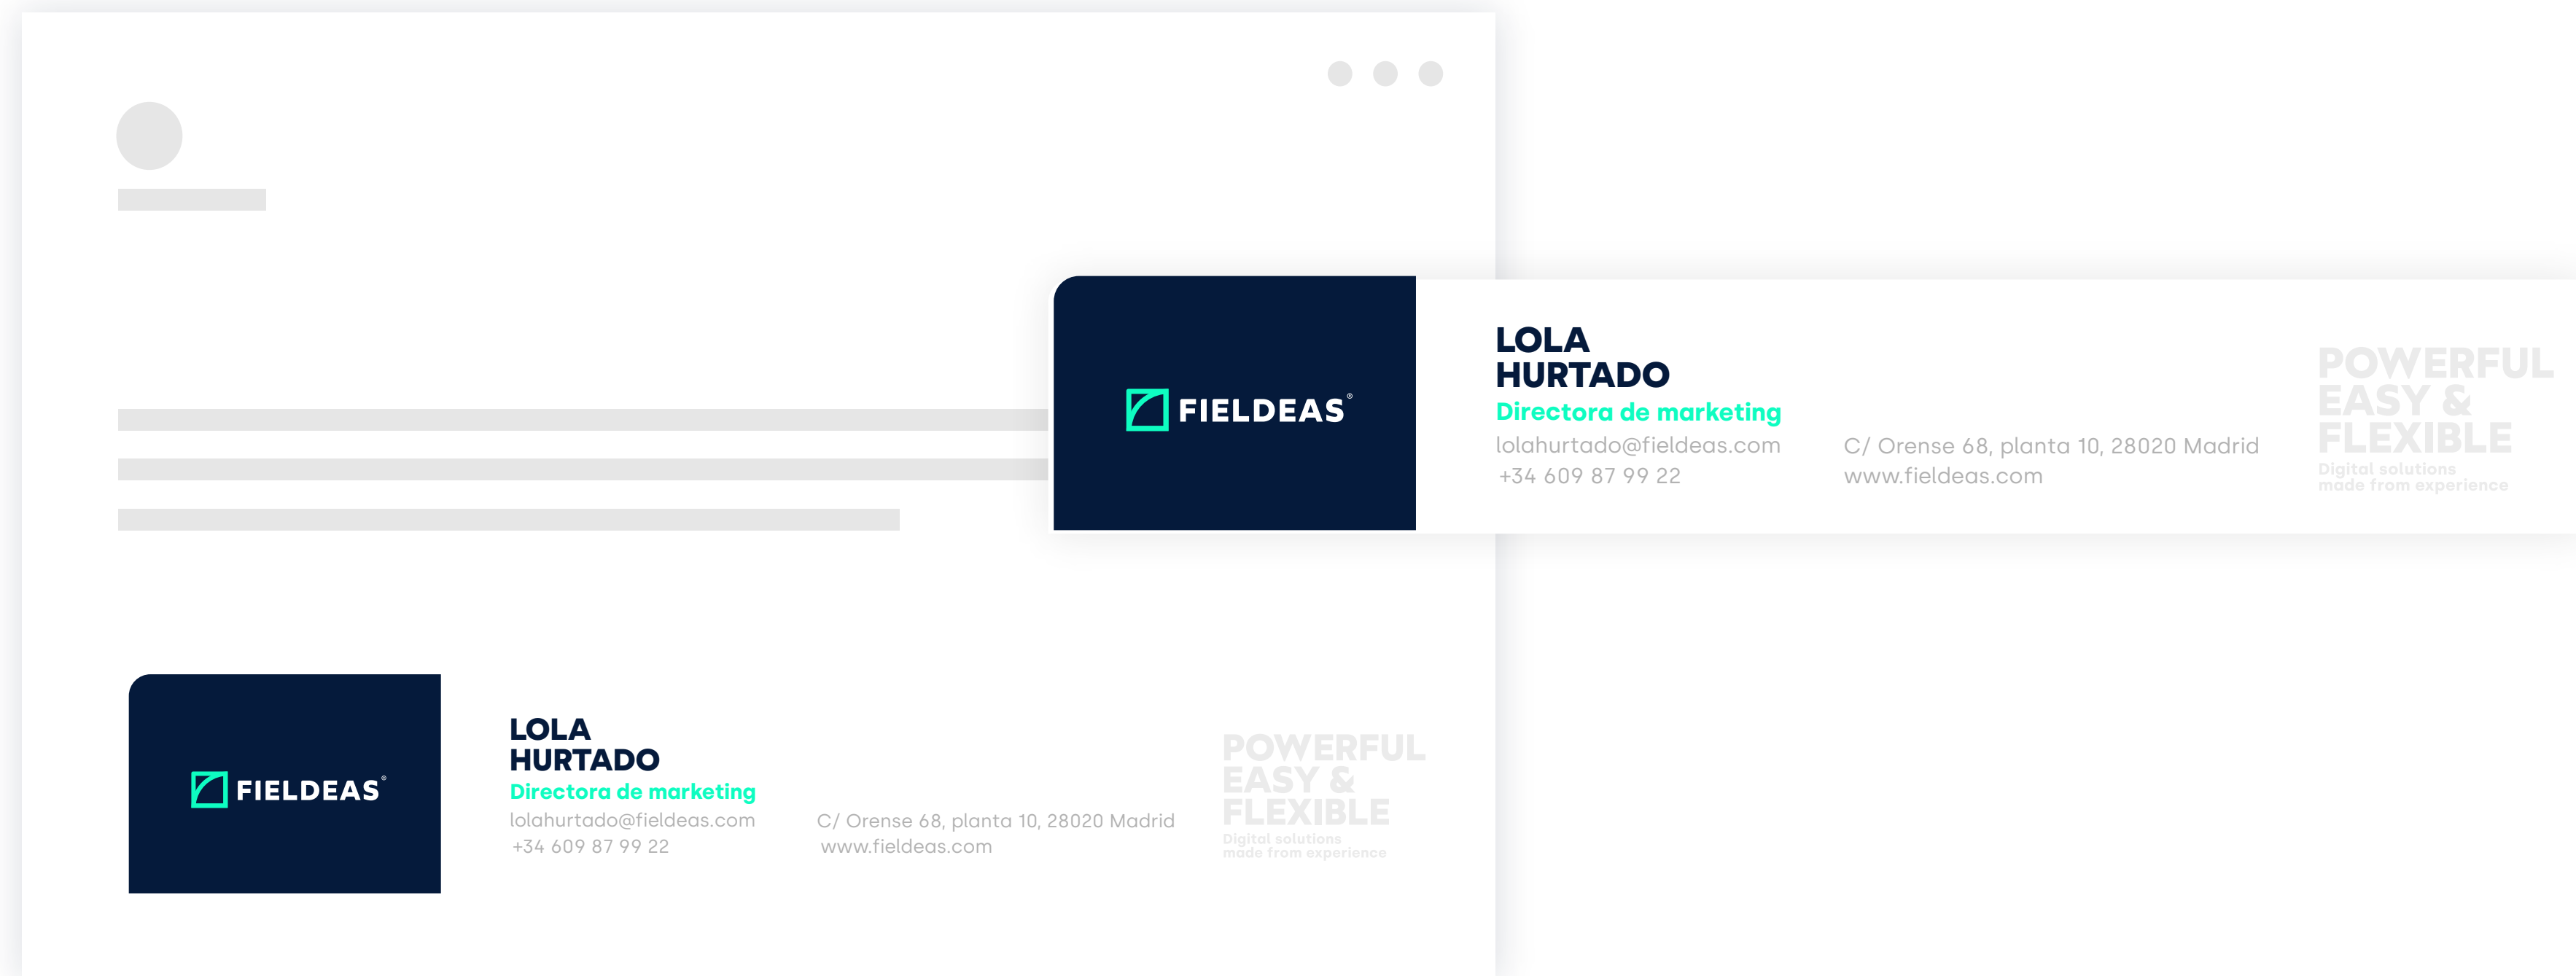 FIELDEAS®
LOLA
HURTADO
Directora de marketing
lolahurtado@fieldeas.com
+34 609 87 99 22
C/ Orense 68, planta 10, 28020 Madrid
www.fieldeas.com
POWERFUL
EASY &
FLEXIBLE
Digital solutions
made from experience
FIELDEAS®
LOLA
HURTADO
Directora de marketing
lolahurtado@fieldeas.com
+34 609 87 99 22
C/ Orense 68, planta 10, 28020 Madrid
www.fieldeas.com
POWERFUL
EASY &
FLEXIBLE
Digital solutions
made from experience